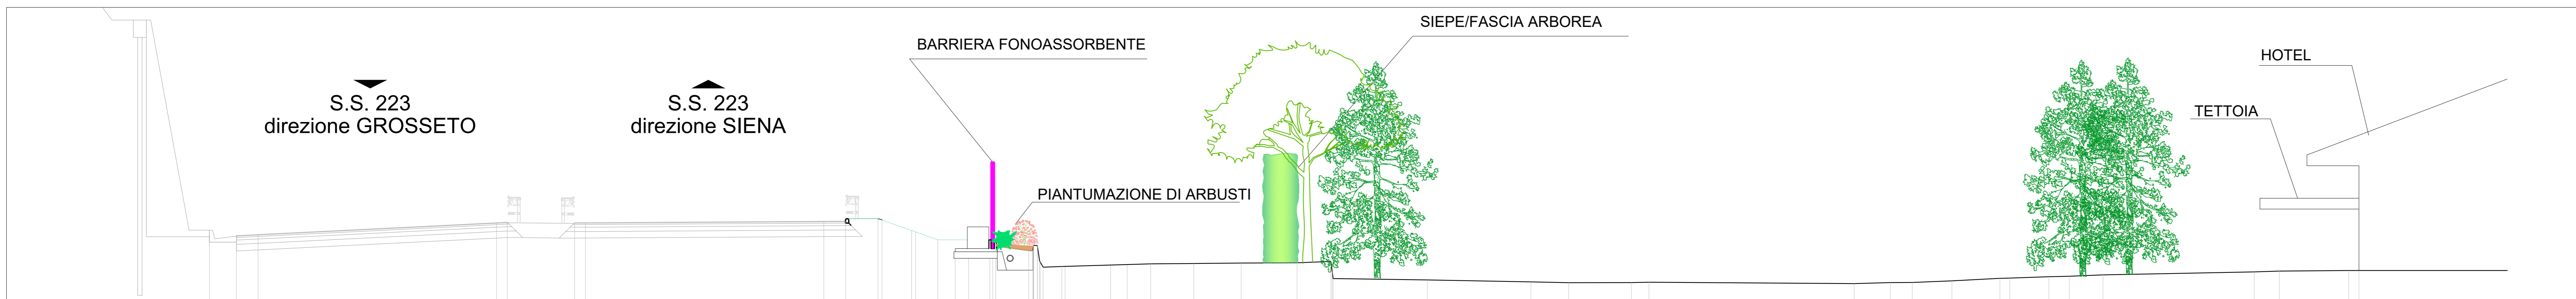 S.S. 223
direzione GROSSETO
S.S. 223
direzione SIENA
BARRIERA FONOASSORBENTE
PIANTUMAZIONE DI ARBUSTI
SIEPE/FASCIA ARBOREA
TETTOIA
HOTEL